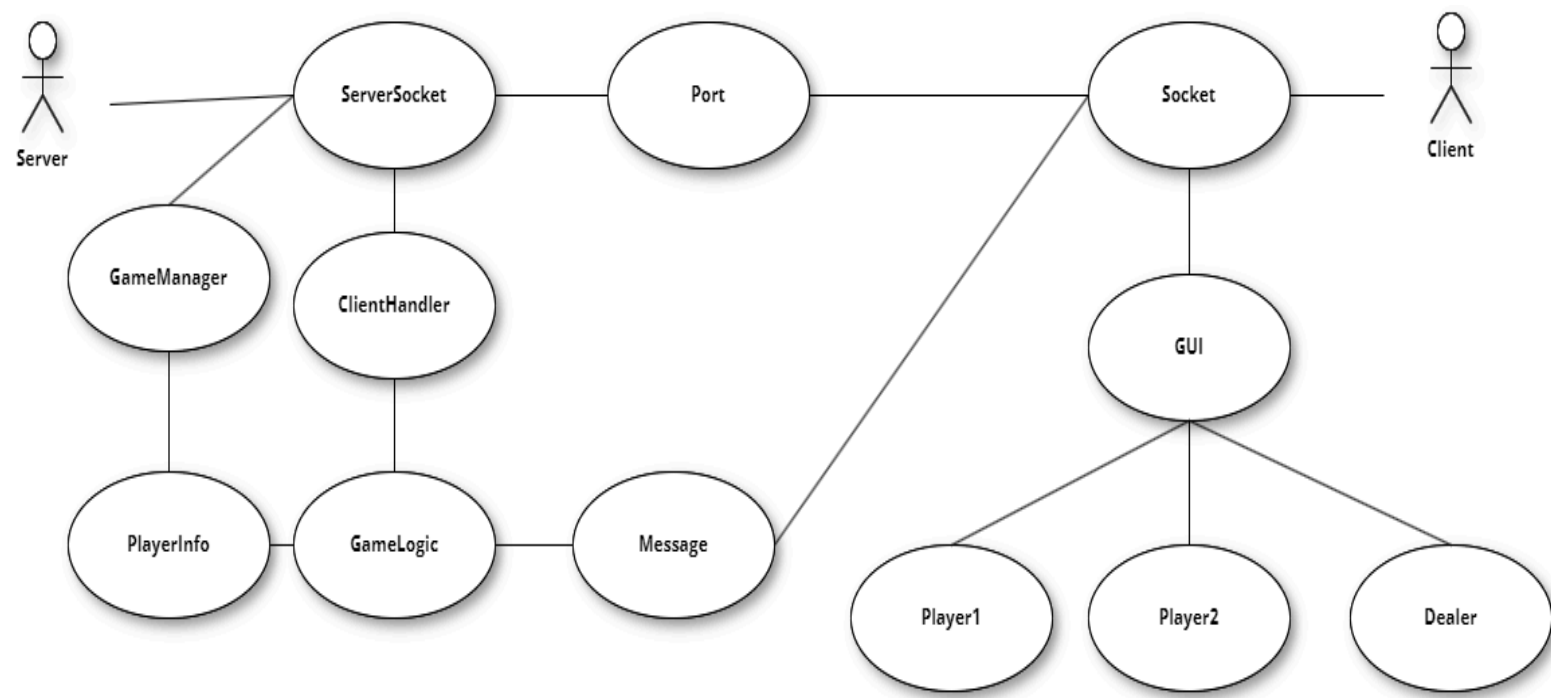 ServerSocket
Port
Socket
Server
Client
GameManager
ClientHandler
GUI
PlayerInfo
GameLogic
Message
Player1
Player2
Dealer